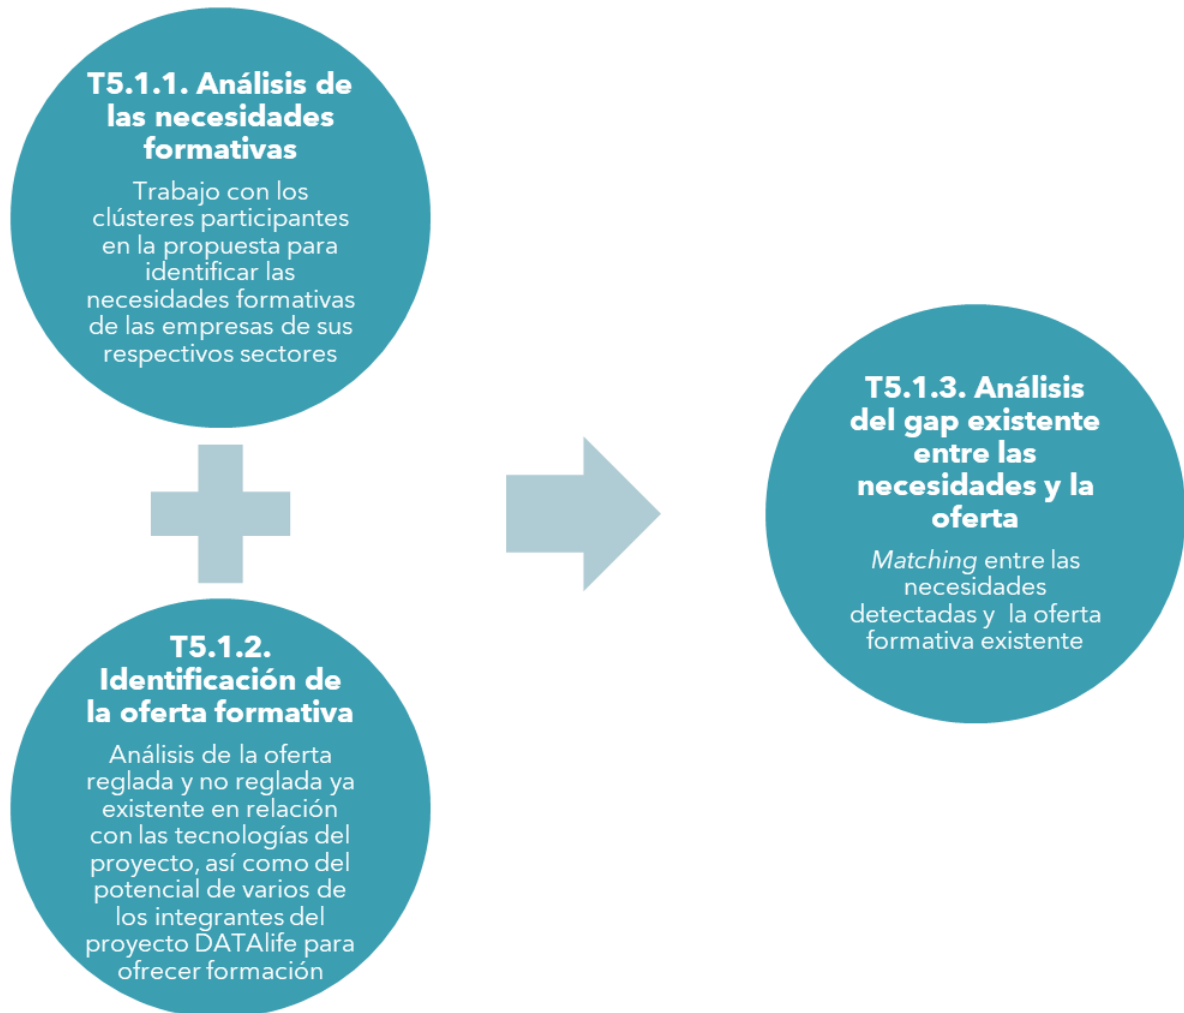 T5.1.1. Análisis de
las necesidades
formativas
Trabajo con los
clústeres participantes
en la propuesta para
identificar las
necesidades formativas
de las empresas de sus
respectivos sectores
T5.1.2.
Identificación de
la oferta formativa
Análisis de la oferta
reglada y no reglada ya
existente en relación
con las tecnologías del
proyecto, así como del
potencial de varios de
los integrantes del
proyecto DATAlife para
ofrecer formación
T5.1.3. Análisis
del gap existente
entre las
necesidades y la
oferta
Matching entre las
necesidades
detectadas y la oferta
formativa existente